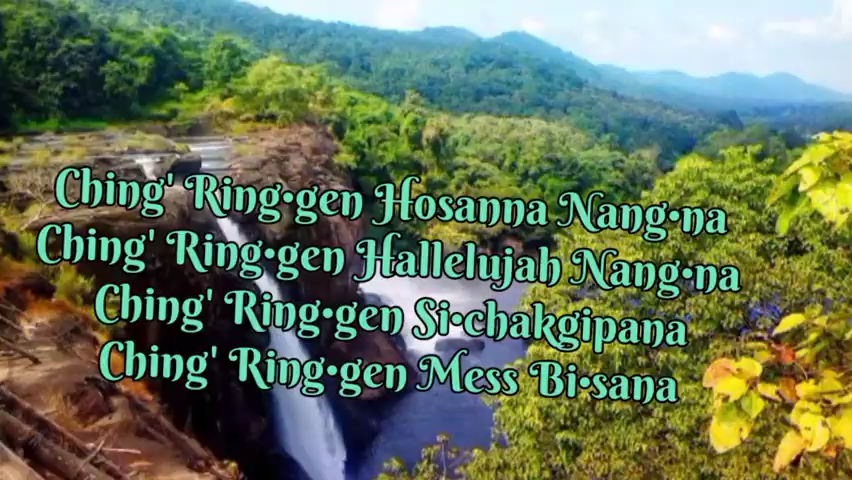 Ching' Ring•gen Hosanna Nang•na
Ching' Ring•gen Hallelujah Nang•na
Ching' Ring•gen Si•chakgipana
Ching' Ring•gen Mess Bi•sana